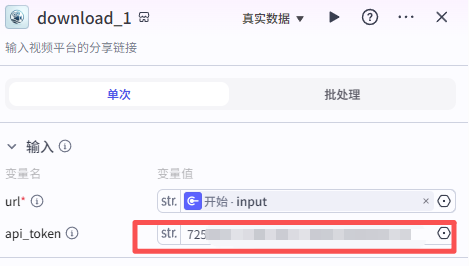 download_1 真实数据
输入视频平台的分享链接
单次 批处理
输入
变量名 变量值
url* str. 开始 · input
api_token str. 725